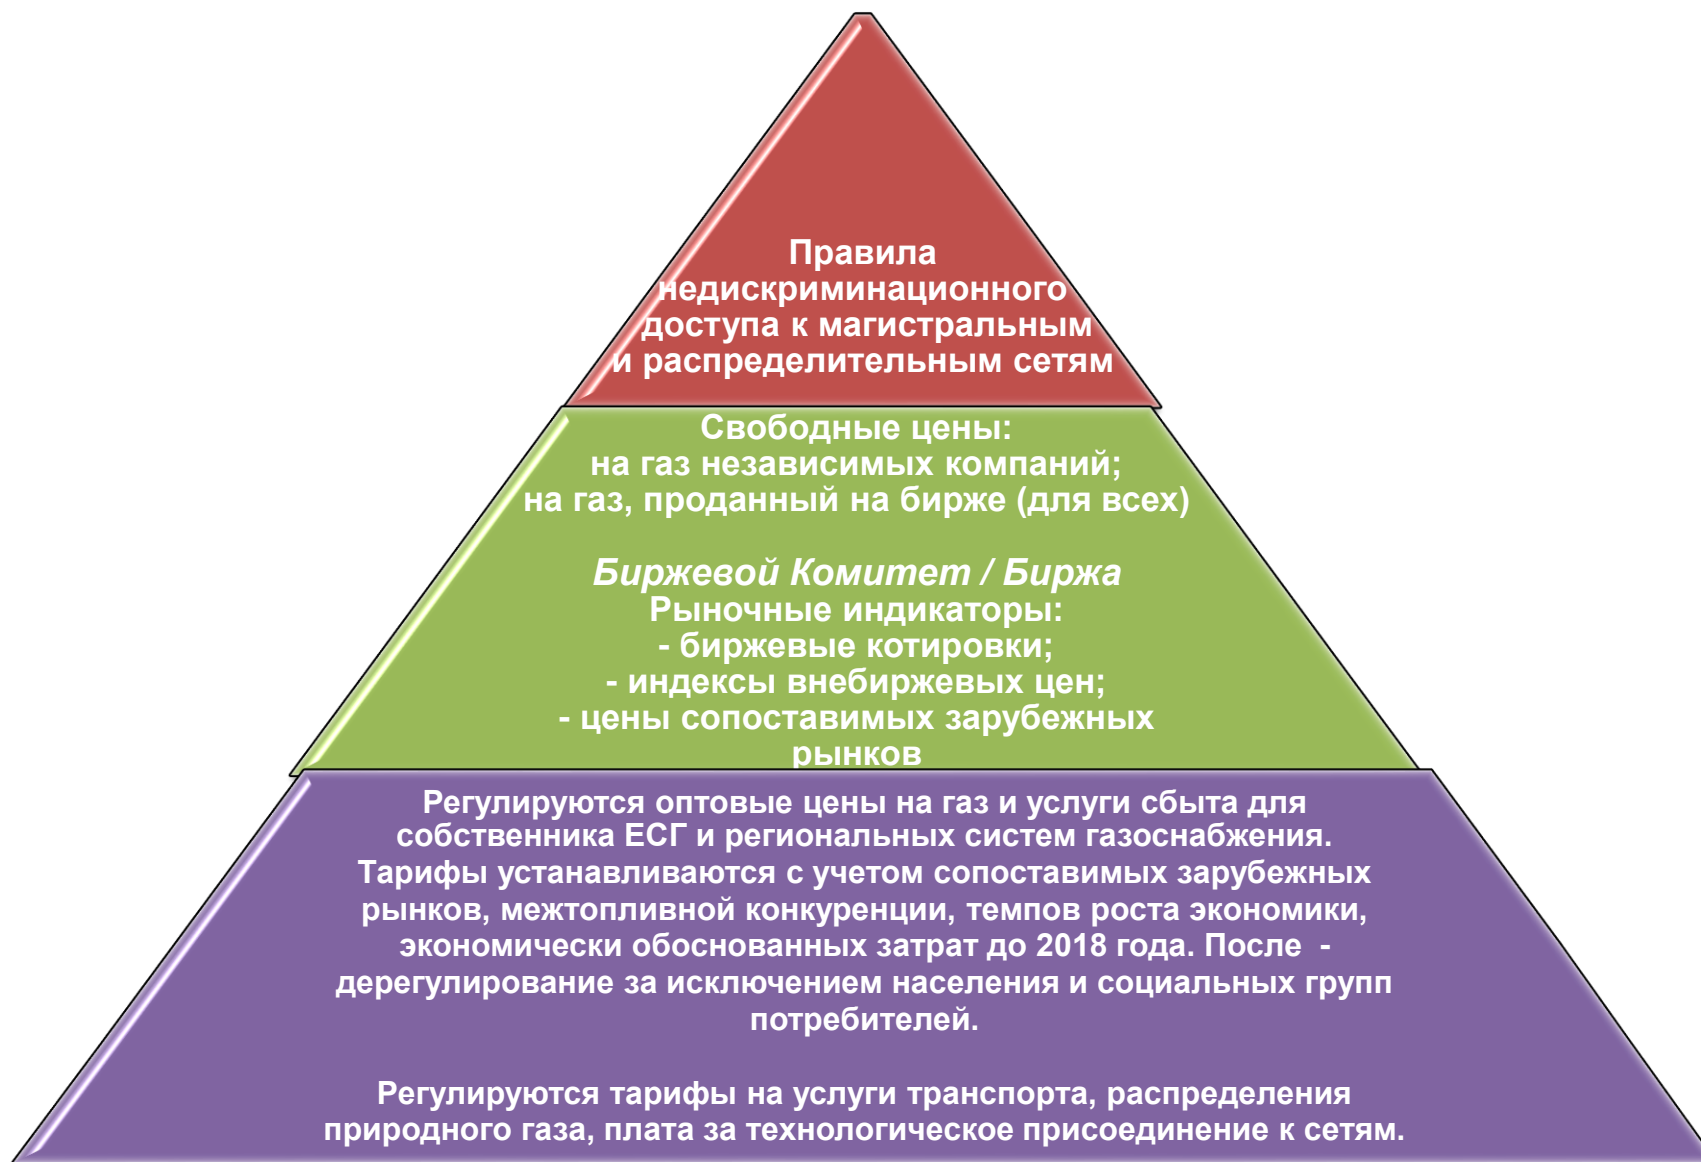 Правила
недискриминационного
доступа к магистральным
и распределительным сетям
Свободные цены:
на газ независимых компаний;
на газ, проданный на бирже (для всех)
Биржевой Комитет / Биржа
Рыночные индикаторы:
- биржевые котировки;
- индексы внебиржевых цен;
- цены сопоставимых зарубежных
рынков
Регулируются оптовые цены на газ и услуги сбыта для
собственника ЕСГ и региональных систем газоснабжения.
Тарифы устанавливаются с учетом сопоставимых зарубежных
рынков, межтопливной конкуренции, темпов роста экономики,
экономически обоснованных затрат до 2018 года. После -
дерегулирование за исключением населения и социальных групп
потребителей.
Регулируются тарифы на услуги транспорта, распределения
природного газа, плата за технологическое присоединение к сетям.